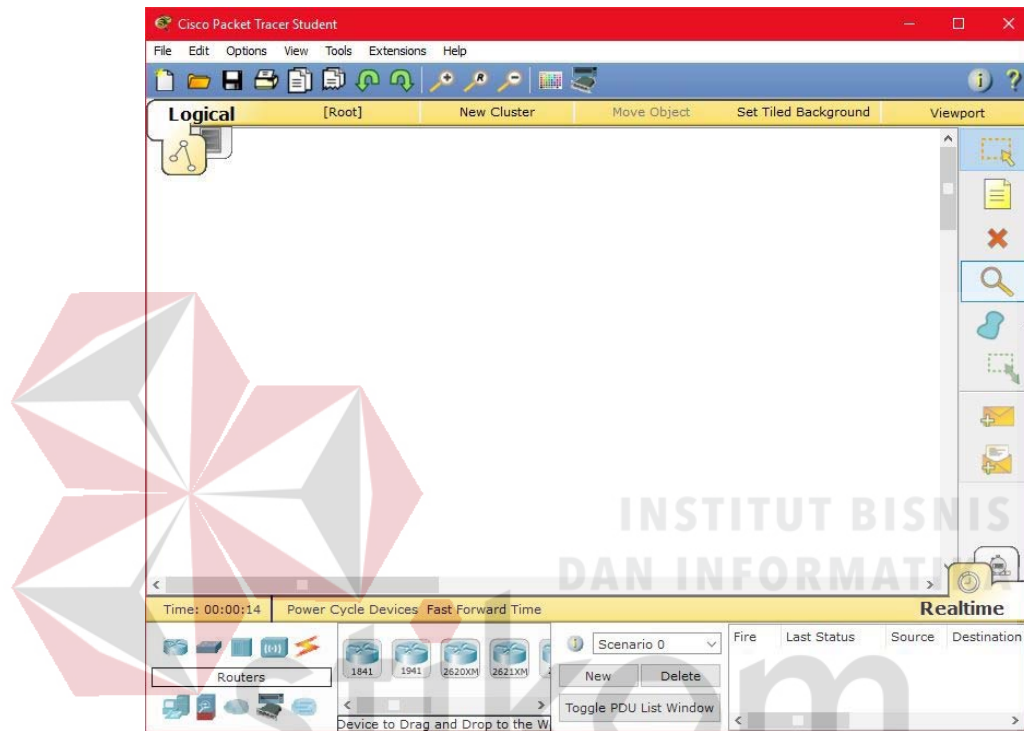 Cisco Packet Tracer Student
File Edit Options View Tools Extensions Help
Logical [Root] New Cluster Move Object Set Tiled Background Viewport
INSTITUT BISNIS
DAN INFORMATIKA
Time: 00:00:14 Power Cycle Devices Fast Forward Time Realtime
Routers
1841 1941 2620XM 2621XM
Device to Drag and Drop to the W
Scenario 0
New Delete
Toggle PDU List Window
Fire Last Status Source Destination
stikom